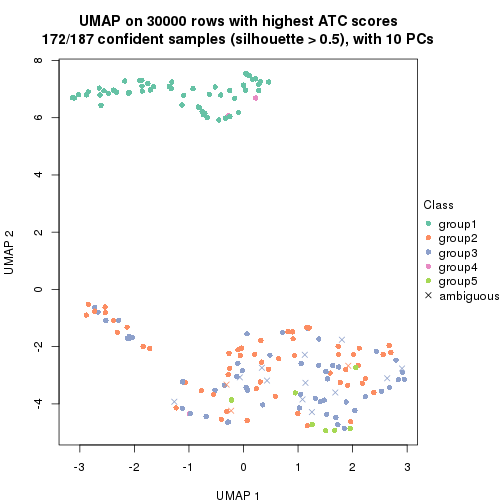 UMAP on 30000 rows with highest ATC scores
172/187 confident samples (silhouette > 0.5), with 10 PCs
8
6
4
2
0
-2
-4
UMAP 2
-3
-2
-1
0
1
2
3
UMAP 1
Class
group1
group2
group3
group4
group5
ambiguous